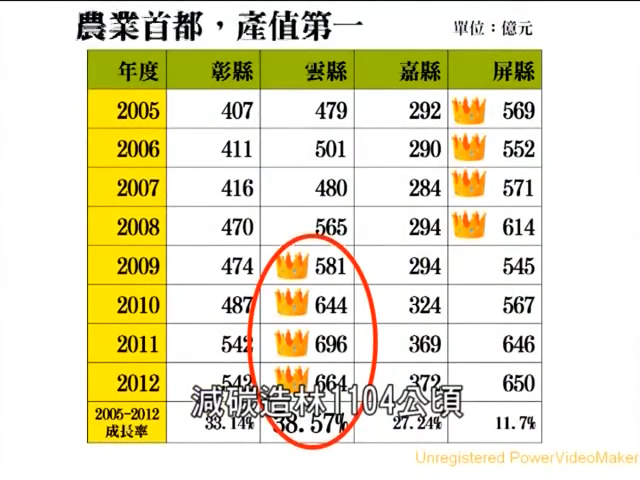 農業首都，產值第一
單位：億元
年度 彰縣 雲縣 嘉縣 屏縣
2005 407 479 292 569
2006 411 501 290 552
2007 416 480 284 571
2008 470 565 294 614
2009 474 581 294 545
2010 487 644 324 567
2011 542 696 369 646
2012 542 664 372 650
減碳造林1104公頃
2005-2012
成長率 33.14% 38.57% 27.24% 11.7%
Unregistered PowerVideoMaker